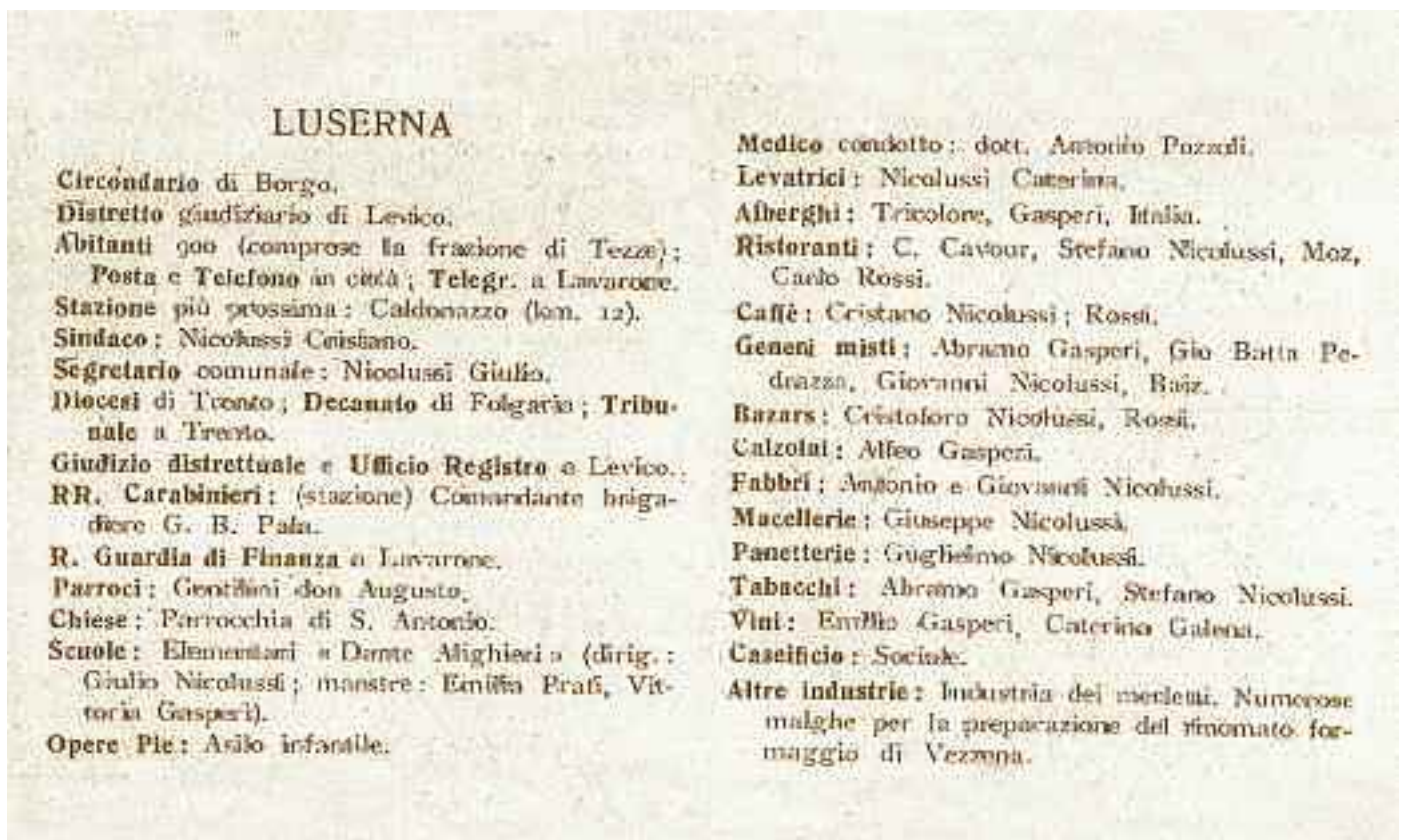 LUSERNA
Circondario di Borgo.
Distretto giudiziario di Levico.
Abitanti 900 (comprese la frazione di Tezze);
Posta e Telefono in città; Telegr. a Lavarone.
Stazione più prossima: Caldonazzo (km. 12).
Sindaco: Nicolussi Cristiano.
Segretario comunale: Nicolussi Giulio.
Diocesi di Trento; Decanato di Folgaria; Tribu-
nale a Trento.
Giudizio distrettuale e Ufficio Registro a Levico.
RR. Carabinieri: (stazione) Comandante briga-
diere G. B. Pala.
R. Guardia di Finanza a Lavarone.
Parroci: Gentilini don Augusto.
Chiese: Parrocchia di S. Antonio.
Scuole: Elementari « Dante Alighieri » (dirig.:
Giulio Nicolussi; maestre: Emilia Prati, Vit-
toria Gasperi).
Opere Pie: Asilo infantile.
Medico condotto: dott. Antonio
Levatrici: Nicolussi Caterina.
Alberghi: Tricolore, Gasperi, Italia.
Ristoranti: C. Cavour, Stefano Nicolussi, Moz,
Carlo Rossi.
Caffè: Cristano Nicolussi; Rossi.
Generi misti: Abramo Gasperi, Gio Batta Pe-
drazza, Giovanni Nicolussi, Baiz.
Bazars: Cristoforo Nicolussi, Rossi.
Calzolai: Alfeo Gasperi.
Fabbri: Antonio e Giovanni Nicolussi.
Macellerie: Giuseppe Nicolussi.
Panetterie: Guglielmo Nicolussi.
Tabacchi: Abramo Gasperi, Stefano Nicolussi.
Vini: Emilio Gasperi, Caterino Galena.
Caseificio: Sociale.
Altre industrie: Industria dei merletti. Numerose
malghe per la preparazione del rinomato for-
maggio di Vezzena.